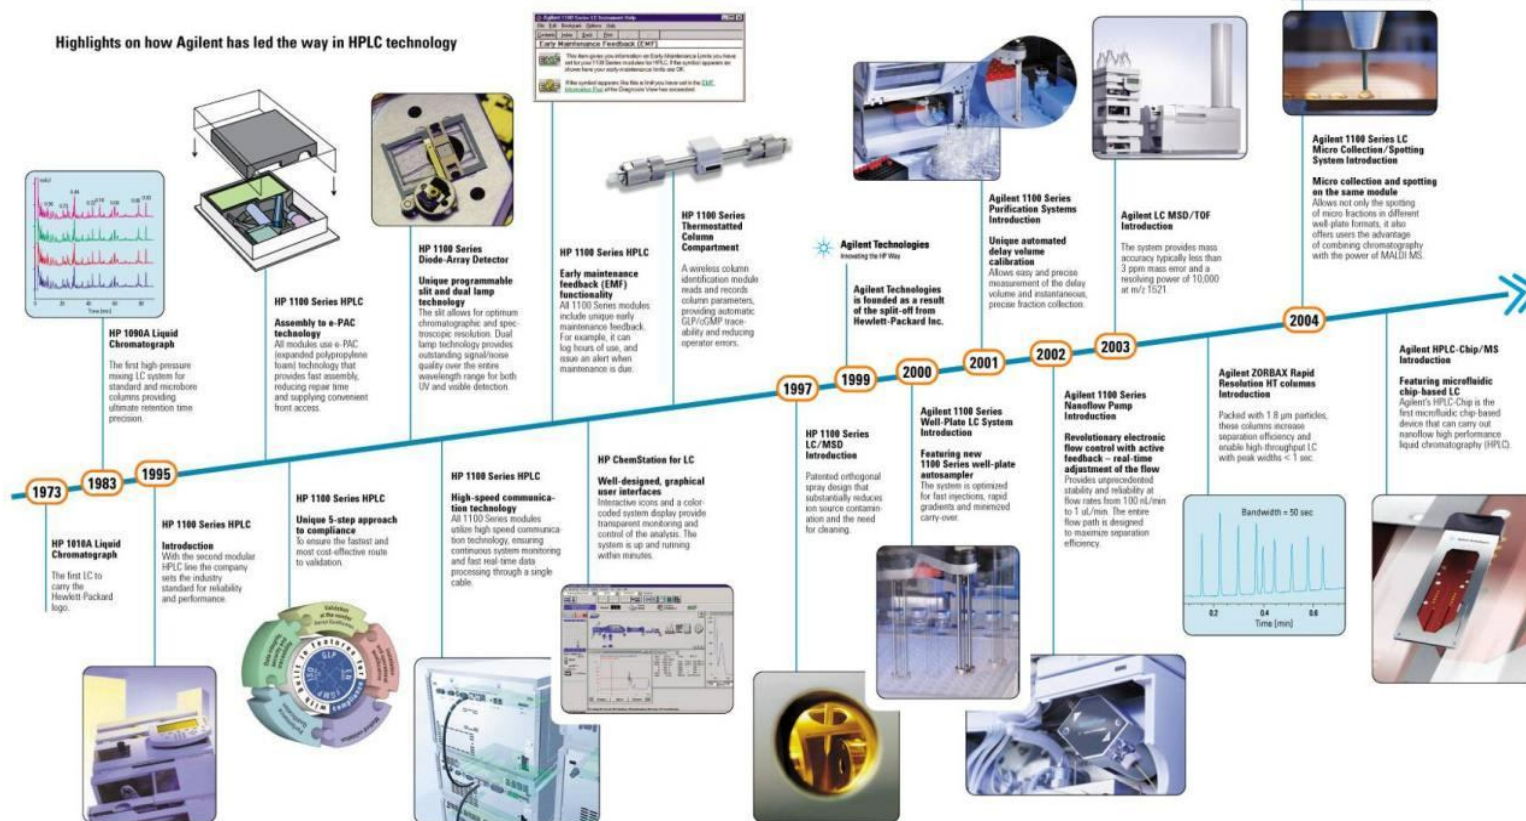 Highlights on how Agilent has led the way in HPLC technology
1973
HP 1010A Liquid
Chromatograph
The first LC to
carry the
Hewlett-Packard
logo.
1983
HP 1090A Liquid
Chromatograph
The first high-pressure
mixing LC system for
standard and microbore
columns providing
ultimate retention time
precision.
Time [min]
1995
HP 1100 Series HPLC
Introduction
With the second modular
HPLC line the company
sets the industry
standard for reliability
and performance.
HP 1100 Series HPLC
Assembly to e-PAC
technology
All modules use e-PAC
(expanded polypropylene
foam) technology that
provides fast assembly,
reducing repair time
and supplying convenient
front access.
HP 1100 Series HPLC
Unique 5-step approach
to compliance
To ensure the fastest and
most cost-effective route
to validation.
with built in features for
GLP
HP 1100 Series
Diode-Array Detector
Unique programmable
slit and dual lamp
technology
The slit allows for optimum
chromatographic and spec-
troscopic resolution. Dual
lamp technology provides
outstanding signal/noise
quality over the entire
wavelength range for both
UV and visible detection.
HP 1100 Series HPLC
High-speed communica-
tion technology
All 1100 Series modules
utilize high speed communica-
tion technology, ensuring
continuous system monitoring
and fast real-time data
processing through a single
cable.
Agilent 1100 Series LC Instrument Help
File Edit Bookmark Options Help
Contents Index Back Print
Early Maintenance Feedback (EMF)
HP 1100 Series HPLC
Early maintenance
feedback (EMF)
functionality
All 1100 Series modules
include unique early
maintenance feedback.
For example, it can
log hours of use, and
issue an alert when
maintenance is due.
HP ChemStation for LC
Well-designed, graphical
user interfaces
Interactive icons and a color-
coded system display provide
transparent monitoring and
control of the analysis. The
system is up and running
within minutes.
HP 1100 Series
Thermostatted
Column
Compartment
A wireless column
identification module
reads and records
column parameters,
providing automatic
GLP/cGMP trace-
ability and reducing
operator errors.
1997
HP 1100 Series
LC/MSD
Introduction
Patented orthogonal
spray design that
substantially reduces
ion source contamin-
ation and the need
for cleaning.
Agilent Technologies
Innovating the HP Way
Agilent Technologies
is founded as a result
of the split-off from
Hewlett-Packard Inc.
1999
2000
Agilent 1100 Series
Well-Plate LC System
Introduction
Featuring new
1100 Series well-plate
autosampler
The system is optimized
for fast injections, rapid
gradients and minimized
carry-over.
Agilent 1100 Series
Purification Systems
Introduction
Unique automated
delay volume
calibration
Allows easy and precise
measurement of the delay
volume and instantaneous,
precise fraction collection.
2001
2002
Agilent 1100 Series
Nanoflow Pump
Introduction
Revolutionary electronic
flow control with active
feedback – real-time
adjustment of the flow
Provides unprecedented
stability and reliability at
flow rates from 100 nL/min
to 1 uL/min. The entire
flow path is designed
to maximize separation
efficiency.
Agilent LC MSD/TOF
Introduction
The system provides mass
accuracy typically less than
3 ppm mass error and a
resolving power of 10,000
at m/z 1521.
2003
Agilent ZORBAX Rapid
Resolution HT columns
Introduction
Packed with 1.8 µm particles,
these columns increase
separation efficiency and
enable high-throughput LC
with peak widths < 1 sec.
Bandwidth = 50 sec
0.2 0.4 0.6
Time [min]
Agilent 1100 Series LC
Micro Collection/Spotting
System Introduction
Micro collection and spotting
on the same module
Allows not only the spotting
of micro fractions in different
well-plate formats, it also
offers users the advantage
of combining chromatography
with the power of MALDI MS.
2004
Agilent HPLC-Chip/MS
Introduction
Featuring microfluidic
chip-based LC
Agilent's HPLC-Chip is the
first microfluidic chip-based
device that can carry out
nanoflow high performance
liquid chromatography (HPLC).